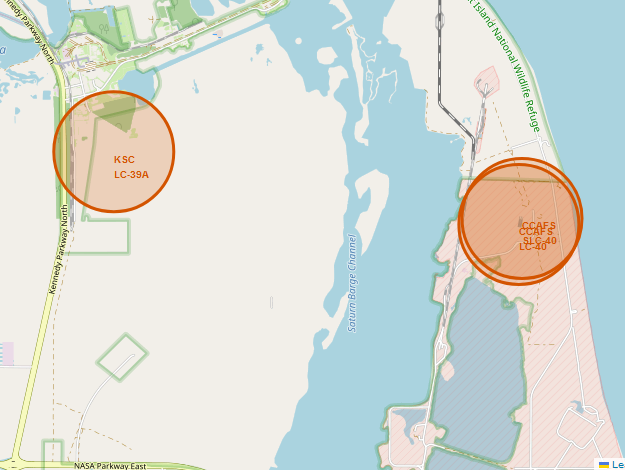 Kennedy Parkway North
t Island National Wildlife Refuge
KSC
LC-39A
CCAFS
CCAFS
SLC-40
LC-40
Kennedy Parkway North
Saturn Barge Channel
NASA Parkway East
Le